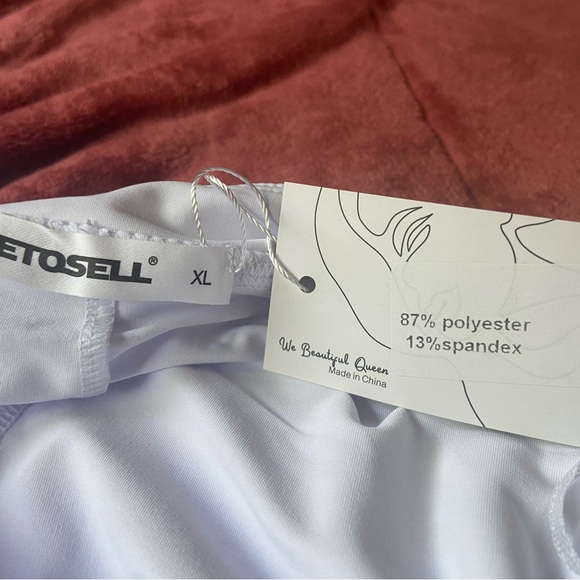 ETOSELL®
XL
87% polyester
13%spandex
We Beautiful Queen
Made in China